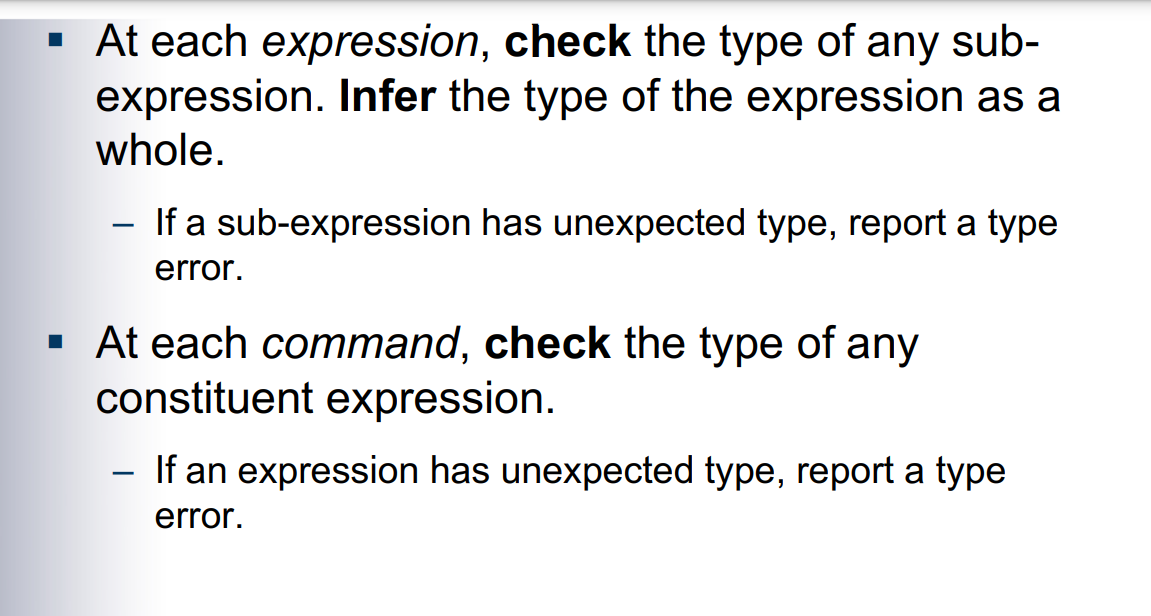 ▪ At each expression, check the type of any sub-
expression. Infer the type of the expression as a
whole.
– If a sub-expression has unexpected type, report a type
error.
▪ At each command, check the type of any
constituent expression.
– If an expression has unexpected type, report a type
error.